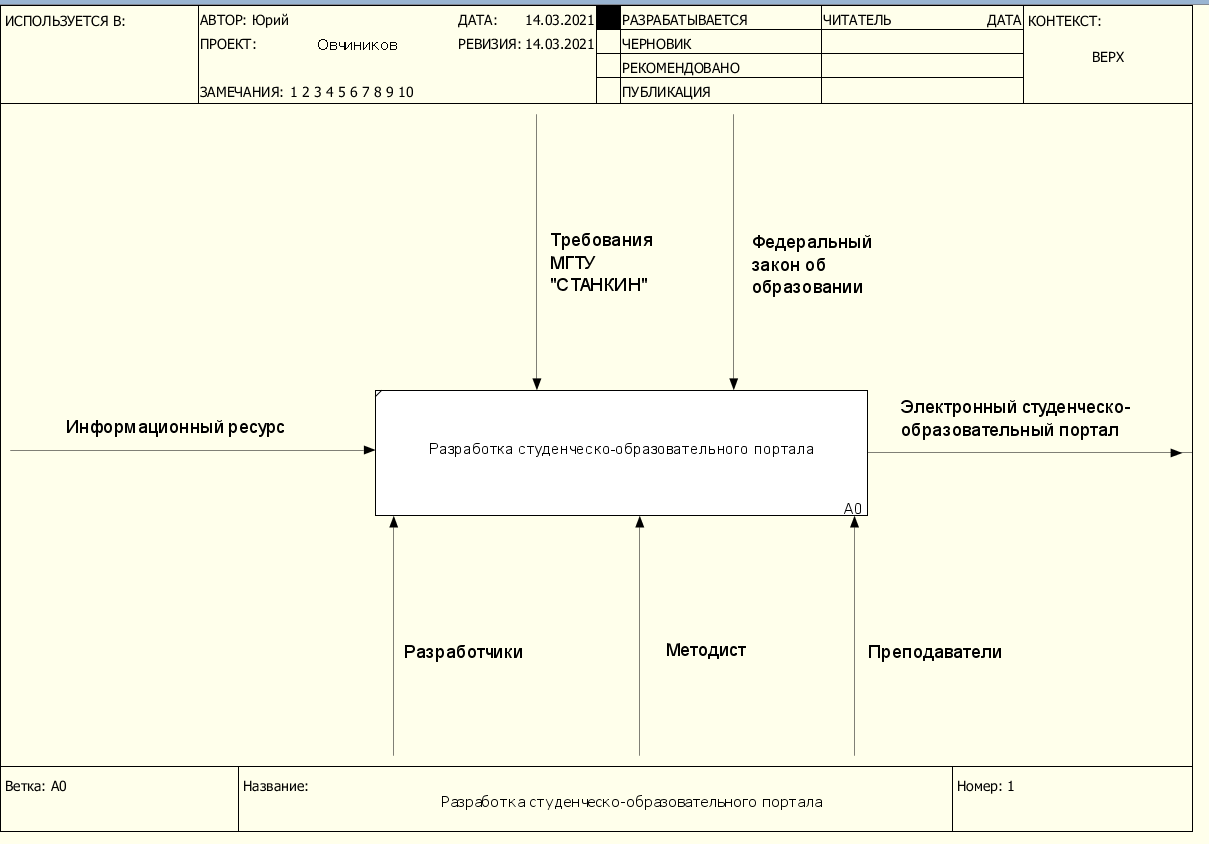 ИСПОЛЬЗУЕТСЯ В:
АВТОР: Юрий
ДАТА: 14.03.2021
ПРОЕКТ: Овчиников
РЕВИЗИЯ: 14.03.2021
ЗАМЕЧАНИЯ: 1 2 3 4 5 6 7 8 9 10
РАЗРАБАТЫВАЕТСЯ
ЧЕРНОВИК
РЕКОМЕНДОВАНО
ПУБЛИКАЦИЯ
ЧИТАТЕЛЬ ДАТА
КОНТЕКСТ:
ВЕРХ
Требования
МГТУ
"СТАНКИН"
Федеральный
закон об
образовании
Информационный ресурс
Разработка студенческо-образовательного портала
A0
Электронный студенческо-
образовательный портал
Разработчики
Методист
Преподаватели
Ветка: A0
Название:
Разработка студенческо-образовательного портала
Номер: 1